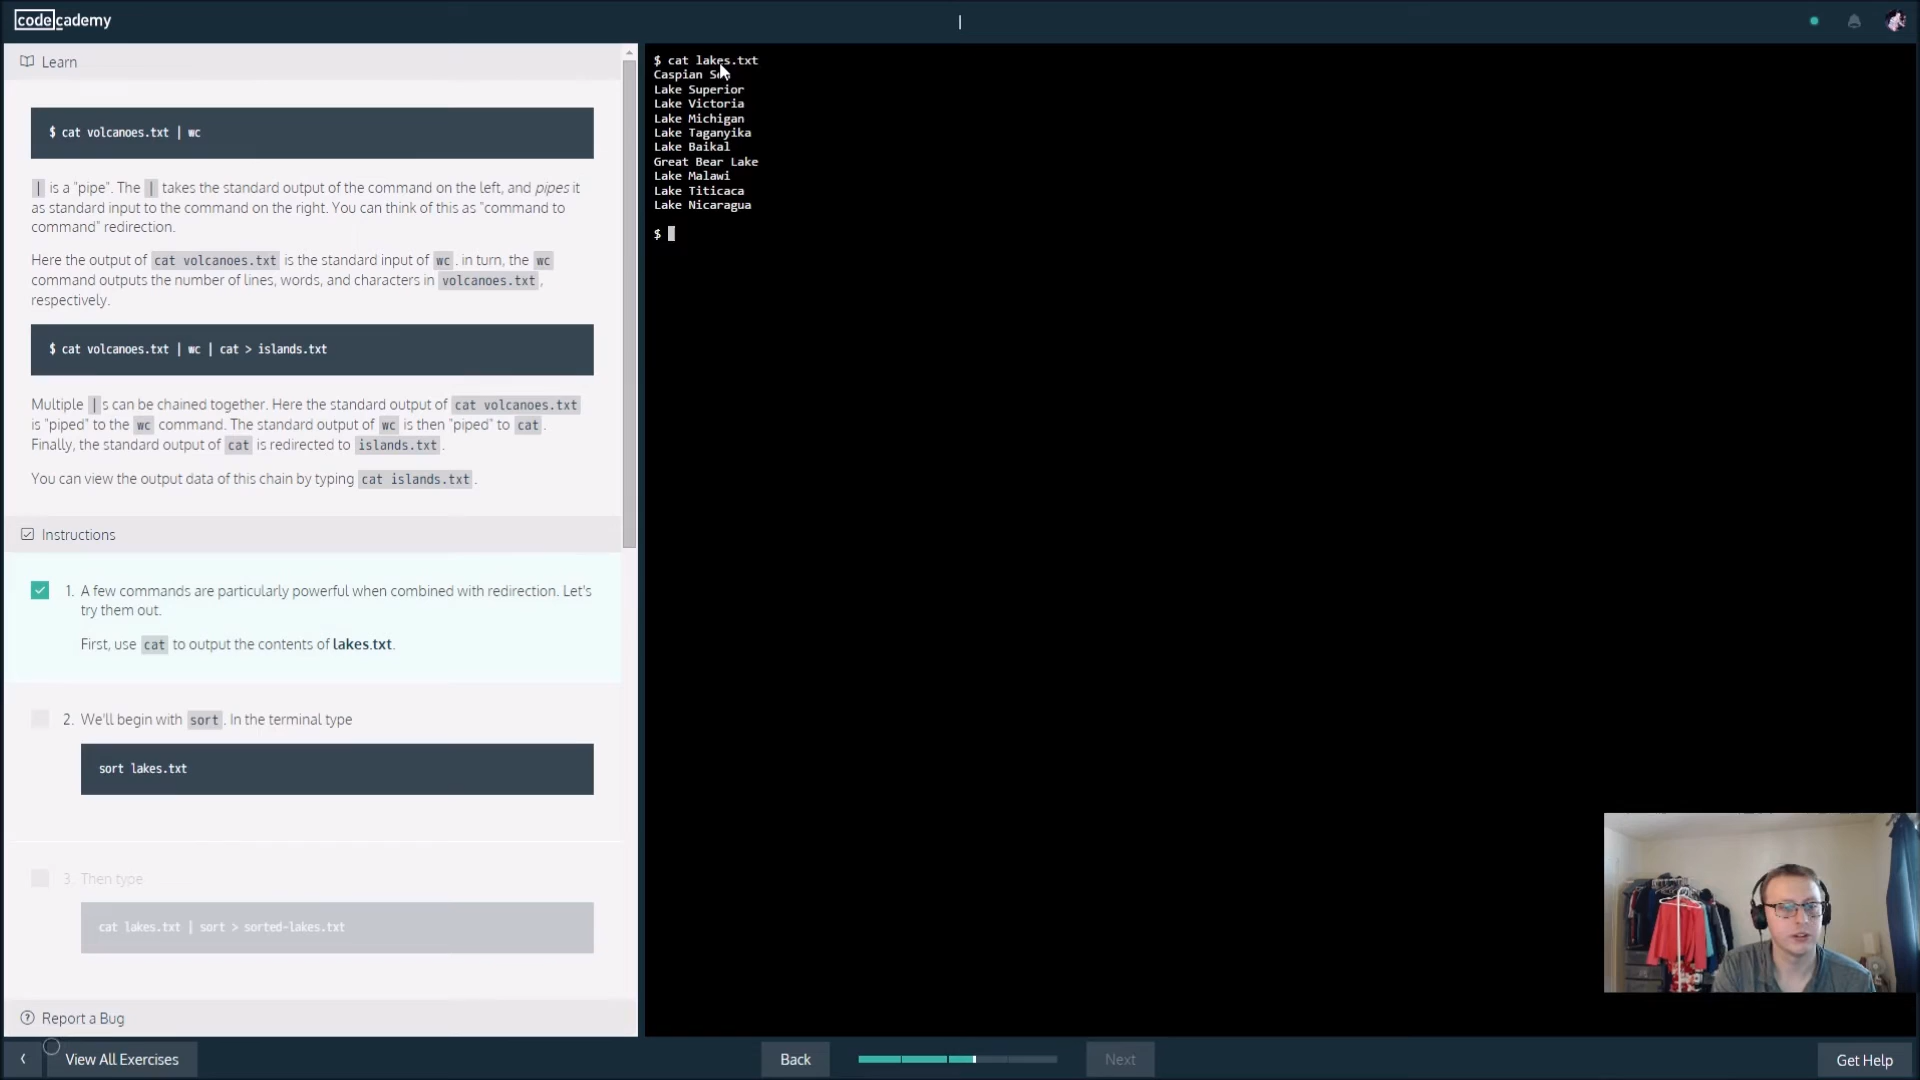 codecademy
|
Learn
$ cat volcanoes.txt | wc
| is a "pipe". The | takes the standard output of the command on the left, and pipes it
as standard input to the command on the right. You can think of this as "command to
command" redirection.
Here the output of cat volcanoes.txt is the standard input of wc. in turn, the wc
command outputs the number of lines, words, and characters in volcanoes.txt,
respectively.
$ cat volcanoes.txt | wc | cat > islands.txt
Multiple |s can be chained together. Here the standard output of cat volcanoes.txt
is "piped" to the wc command. The standard output of wc is then "piped" to cat.
Finally, the standard output of cat is redirected to islands.txt.
You can view the output data of this chain by typing cat islands.txt.
Instructions
1. A few commands are particularly powerful when combined with redirection. Let's
try them out.
First, use cat to output the contents of lakes.txt.
2. We'll begin with sort. In the terminal type
sort lakes.txt
3. Then type
cat lakes.txt | sort > sorted-lakes.txt
Report a Bug
$ cat lakes.txt
Caspian Sea
Lake Superior
Lake Victoria
Lake Michigan
Lake Taganyika
Lake Baikal
Great Bear Lake
Lake Malawi
Lake Titicaca
Lake Nicaragua
$
‹ View All Exercises
Back
Next
Get Help